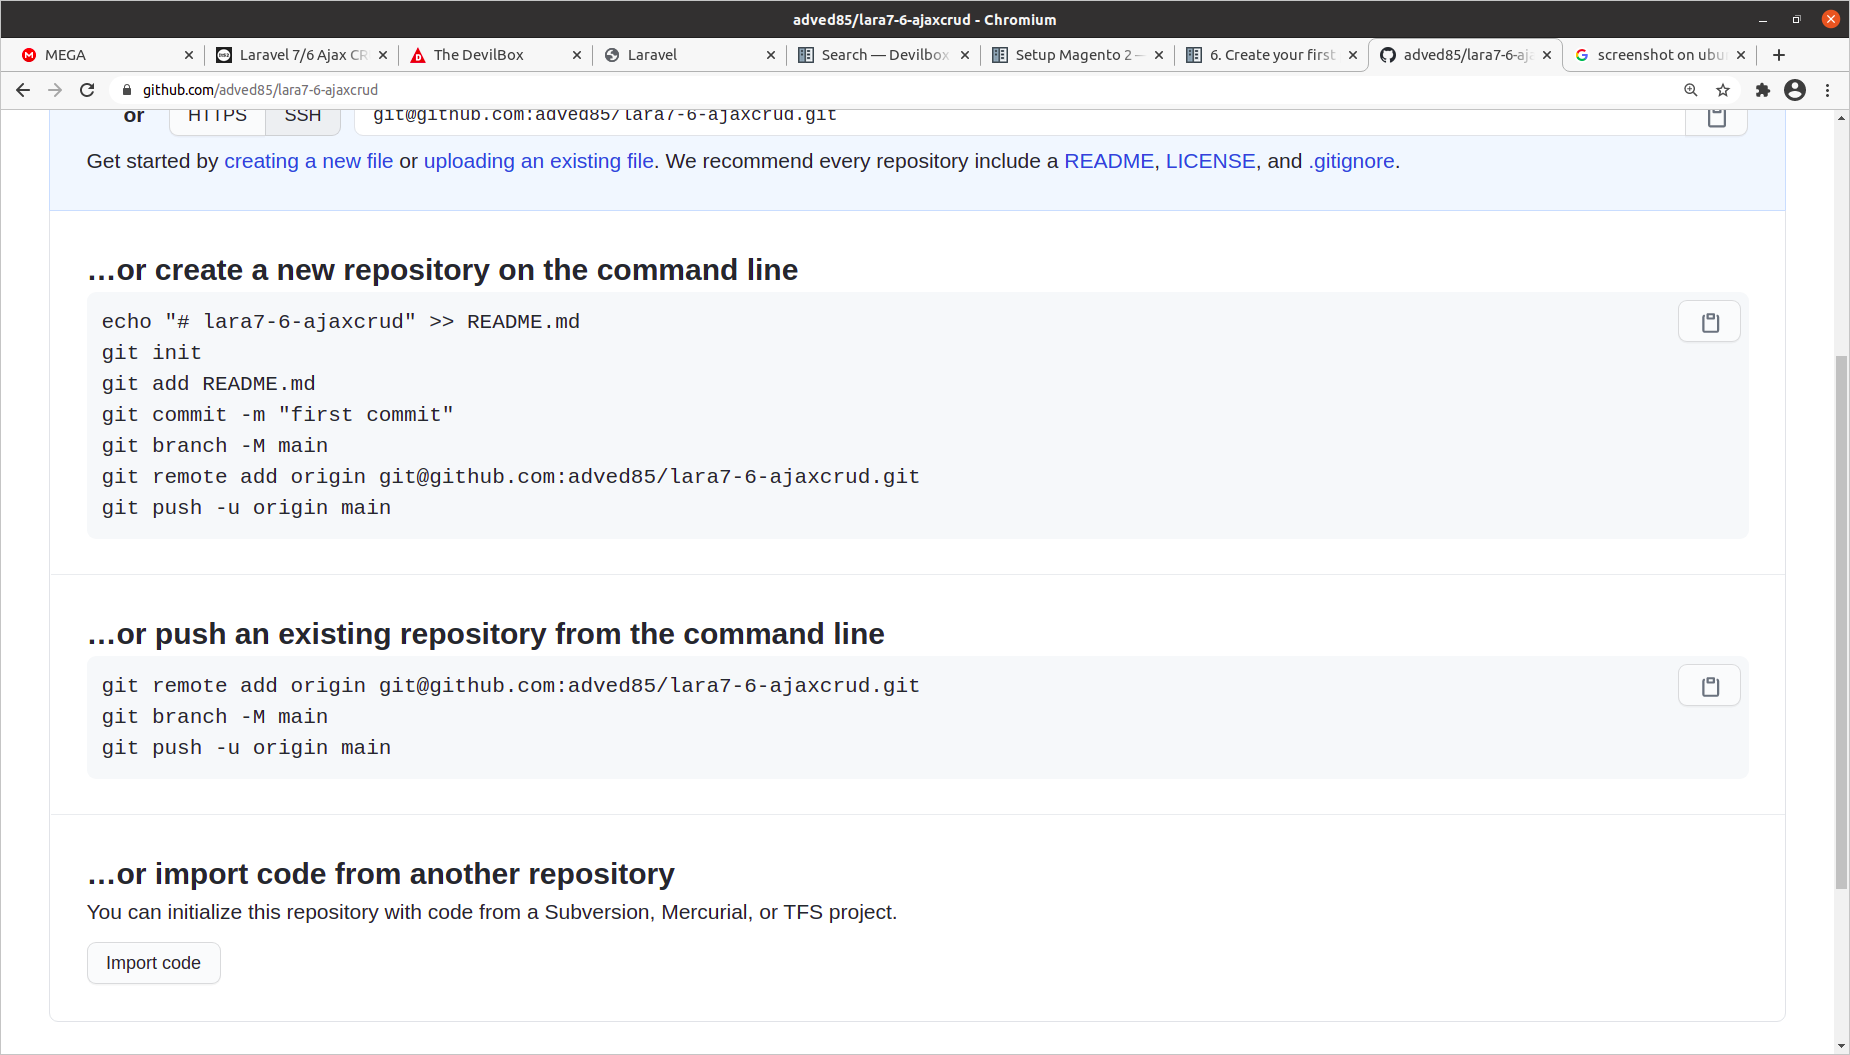 adved85/lara7-6-ajaxcrud - Chromium
MEGA
Laravel 7/6 Ajax CR
The DevilBox
Laravel
Search — Devilbox
Setup Magento 2 —
6. Create your first
adved85/lara7-6-aja
screenshot on ubu
github.com/adved85/lara7-6-ajaxcrud
or HTTPS SSH git@github.com:adved85/lara7-6-ajaxcrud.git
Get started by creating a new file or uploading an existing file. We recommend every repository include a README, LICENSE, and .gitignore.
…or create a new repository on the command line
echo "# lara7-6-ajaxcrud" >> README.md
git init
git add README.md
git commit -m "first commit"
git branch -M main
git remote add origin git@github.com:adved85/lara7-6-ajaxcrud.git
git push -u origin main
…or push an existing repository from the command line
git remote add origin git@github.com:adved85/lara7-6-ajaxcrud.git
git branch -M main
git push -u origin main
…or import code from another repository
You can initialize this repository with code from a Subversion, Mercurial, or TFS project.
Import code